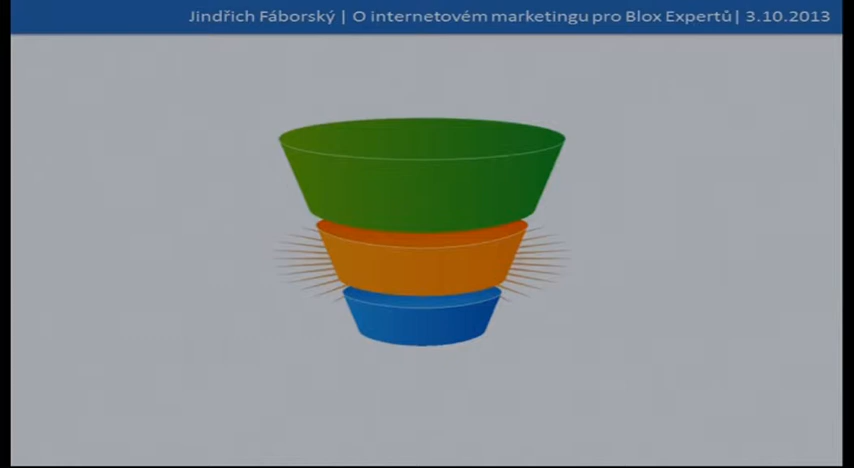 Jindřich Fáborský | O internetovém marketingu pro Blox Expertů| 3.10.2013